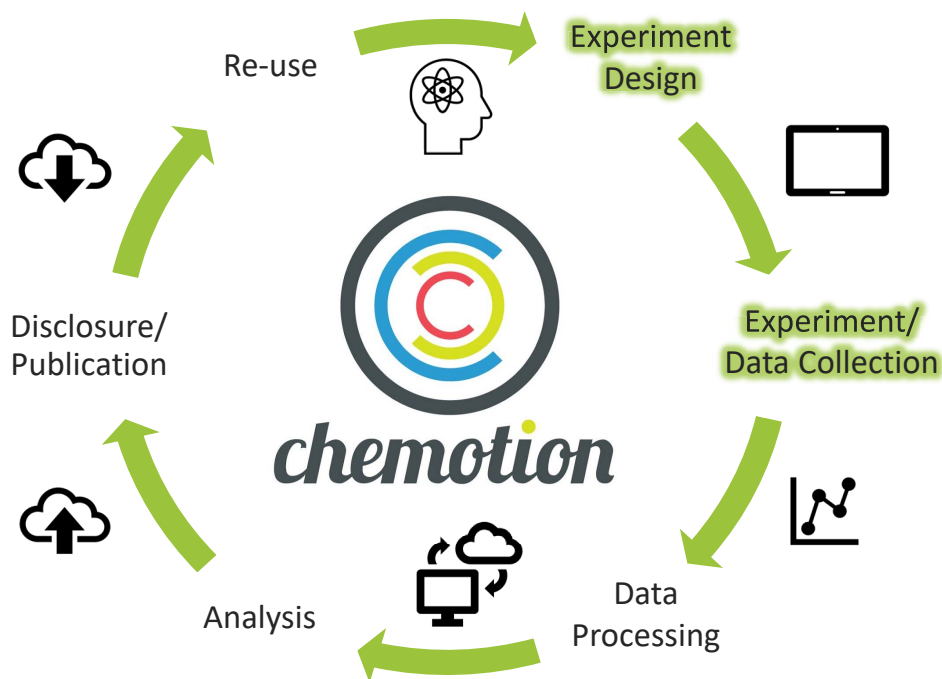 Re-use
Experiment
Design
Experiment/
Data Collection
Data
Processing
Analysis
Disclosure/
Publication
chemotion